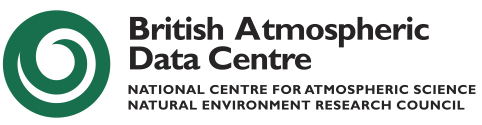 British Atmospheric
Data Centre
NATIONAL CENTRE FOR ATMOSPHERIC SCIENCE
NATURAL ENVIRONMENT RESEARCH COUNCIL